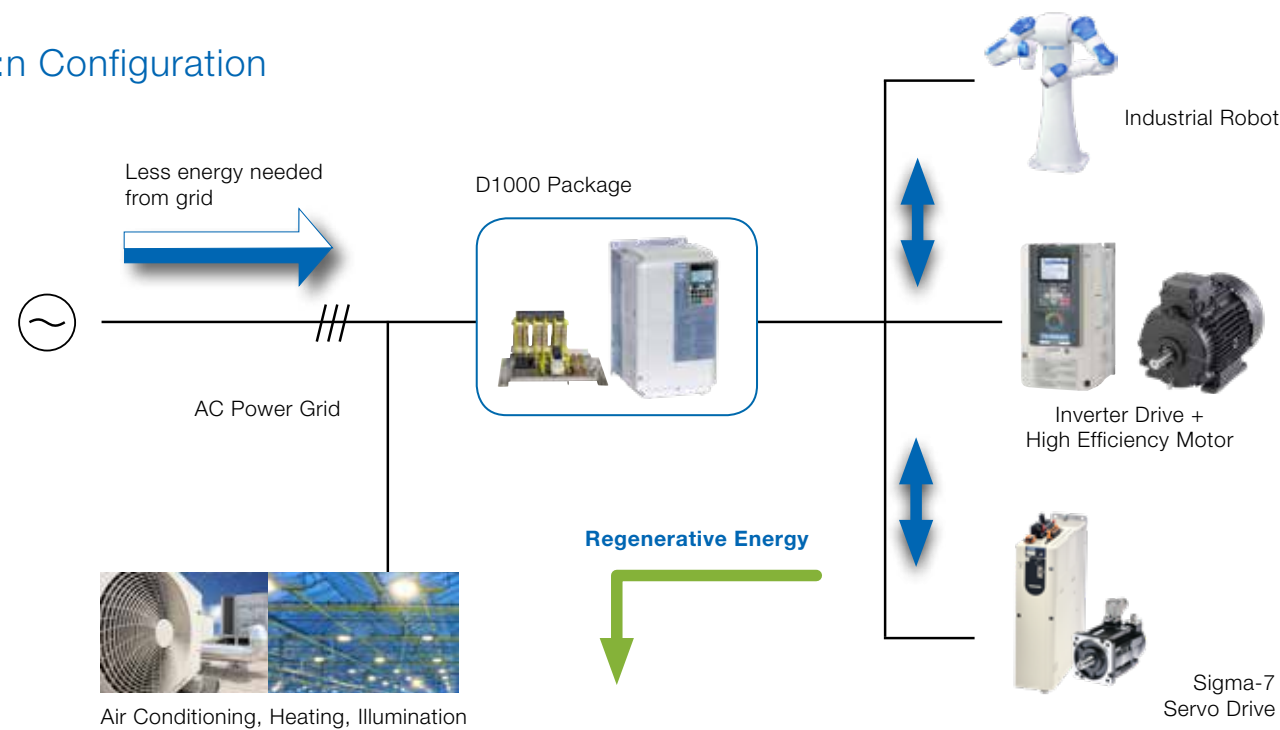 :n Configuration
Industrial Robot
Less energy needed
from grid
D1000 Package
AC Power Grid
Inverter Drive +
High Efficiency Motor
Regenerative Energy
Sigma-7
Servo Drive
Air Conditioning, Heating, Illumination